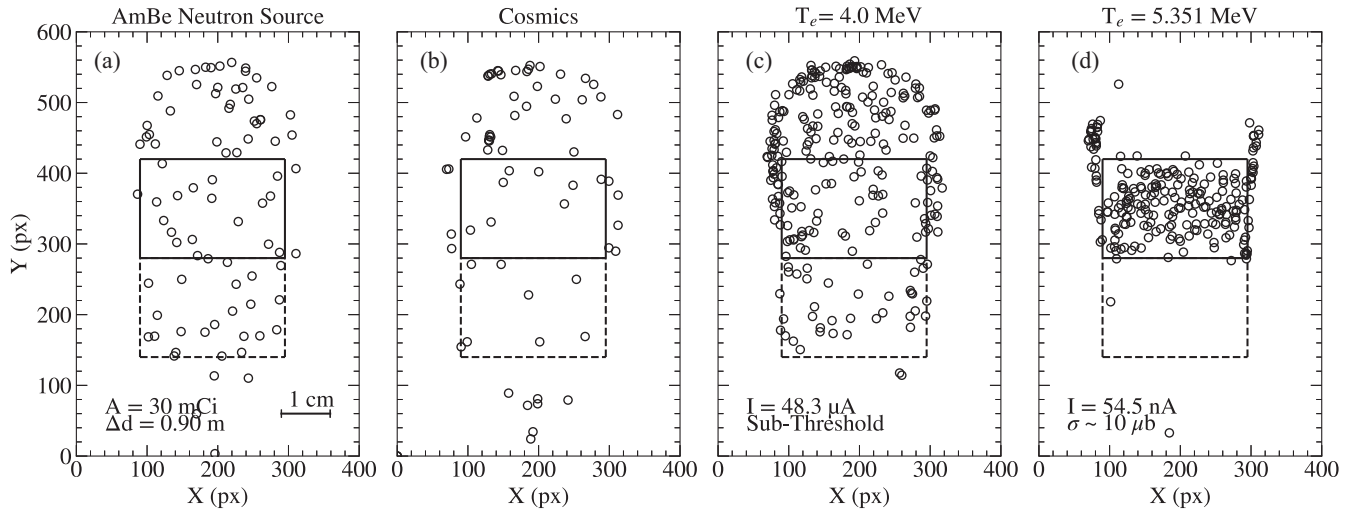 AmBe Neutron Source
Cosmics
T_e = 4.0 MeV
T_e = 5.351 MeV
600
500
400
300
200
100
0
Y (px)
(a)
(b)
(c)
(d)
A = 30 mCi
Δd = 0.90 m
1 cm
I = 48.3 μA
Sub-Threshold
I = 54.5 nA
σ ~ 10 μb
0 100 200 300 400
0 100 200 300 400
0 100 200 300 400
0 100 200 300 400
X (px)
X (px)
X (px)
X (px)